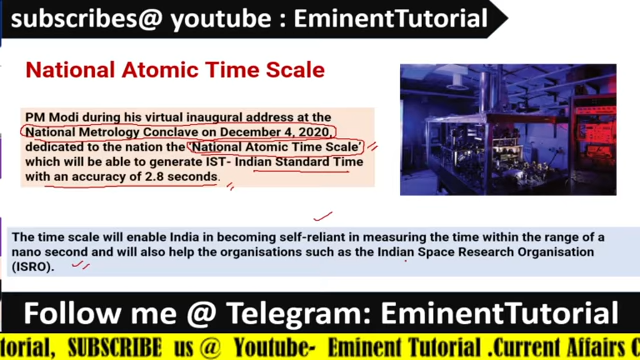 subscribes@ youtube : EminentTutorial
National Atomic Time Scale
PM Modi during his virtual inaugural address at the
National Metrology Conclave on December 4, 2020,
dedicated to the nation the 'National Atomic Time Scale'
which will be able to generate IST- Indian Standard Time
with an accuracy of 2.8 seconds.
The time scale will enable India in becoming self-reliant in measuring the time within the range of a
nano second and will also help the organisations such as the Indian Space Research Organisation
(ISRO).
Follow me @ Telegram: EminentTutorial
torial, SUBSCRIBE us @ Youtube- Eminent Tutorial .Current Affairs